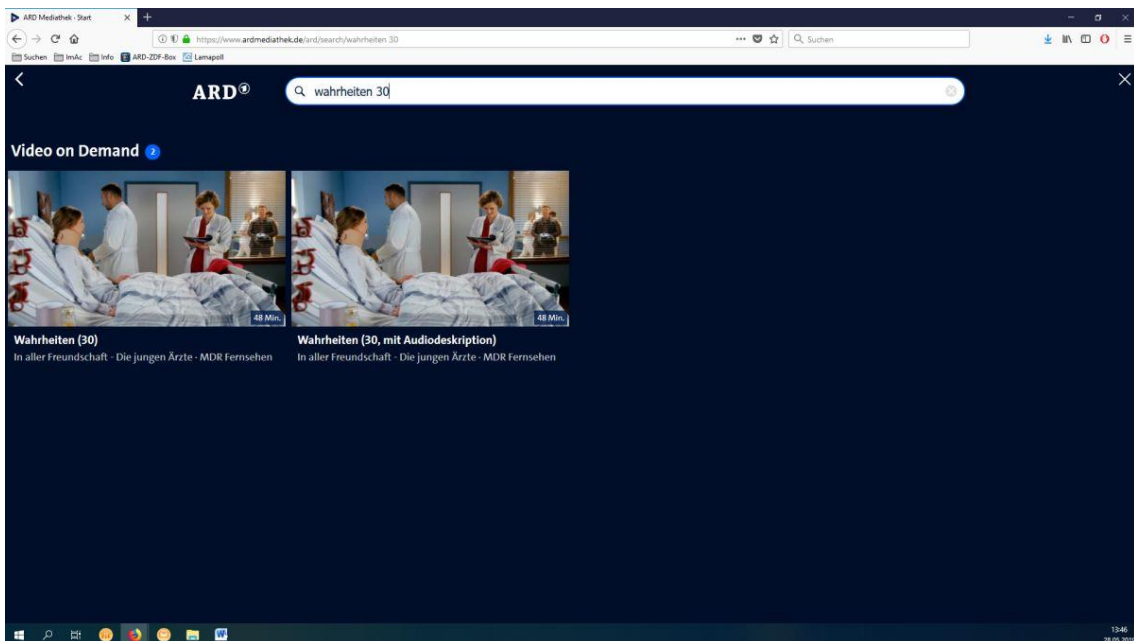 ARD Mediathek - Start
https://www.ardmediathek.de/ard/search/wahrheiten 30
Suchen
Suchen ImAc Info ARD-ZDF-Box Lamapoll
ARD wahrheiten 30
Video on Demand 2
48 Min. 48 Min.
Wahrheiten (30) Wahrheiten (30, mit Audiodeskription)
In aller Freundschaft - Die jungen Ärzte · MDR Fernsehen In aller Freundschaft - Die jungen Ärzte · MDR Fernsehen
13:46